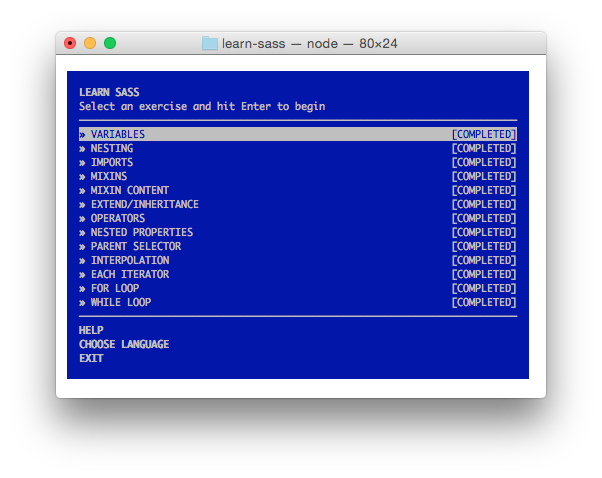 learn-sass — node — 80×24
LEARN SASS
Select an exercise and hit Enter to begin
» VARIABLES [COMPLETED]
» NESTING [COMPLETED]
» IMPORTS [COMPLETED]
» MIXINS [COMPLETED]
» MIXIN CONTENT [COMPLETED]
» EXTEND/INHERITANCE [COMPLETED]
» OPERATORS [COMPLETED]
» NESTED PROPERTIES [COMPLETED]
» PARENT SELECTOR [COMPLETED]
» INTERPOLATION [COMPLETED]
» EACH ITERATOR [COMPLETED]
» FOR LOOP [COMPLETED]
» WHILE LOOP [COMPLETED]
HELP
CHOOSE LANGUAGE
EXIT